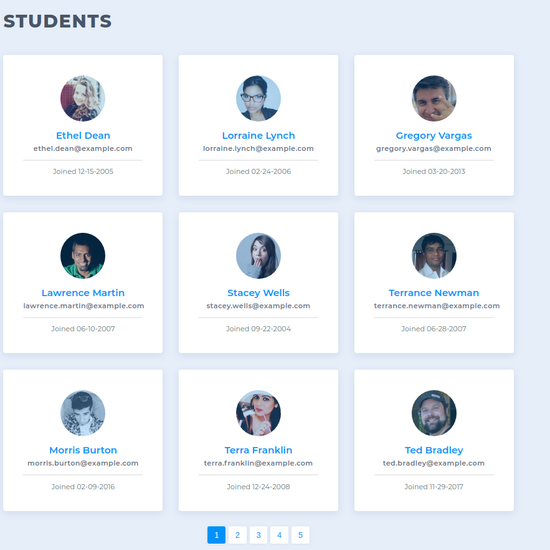 STUDENTS
Ethel Dean
ethel.dean@example.com
Joined 12-15-2005
Lorraine Lynch
lorraine.lynch@example.com
Joined 02-24-2006
Gregory Vargas
gregory.vargas@example.com
Joined 03-20-2013
Lawrence Martin
lawrence.martin@example.com
Joined 06-10-2007
Stacey Wells
stacey.wells@example.com
Joined 09-22-2004
Terrance Newman
terrance.newman@example.com
Joined 06-28-2007
Morris Burton
morris.burton@example.com
Joined 02-09-2016
Terra Franklin
terra.franklin@example.com
Joined 12-24-2008
Ted Bradley
ted.bradley@example.com
Joined 11-29-2017
1 2 3 4 5